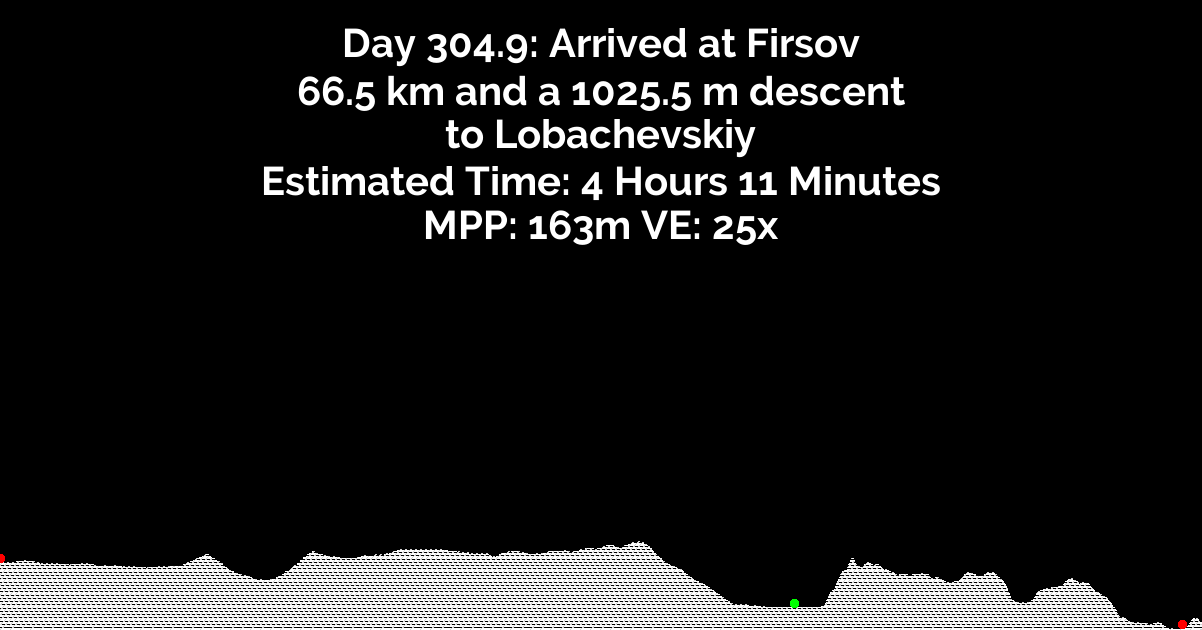 Day 304.9: Arrived at Firsov
66.5 km and a 1025.5 m descent
to Lobachevskiy
Estimated Time: 4 Hours 11 Minutes
MPP: 163m VE: 25x